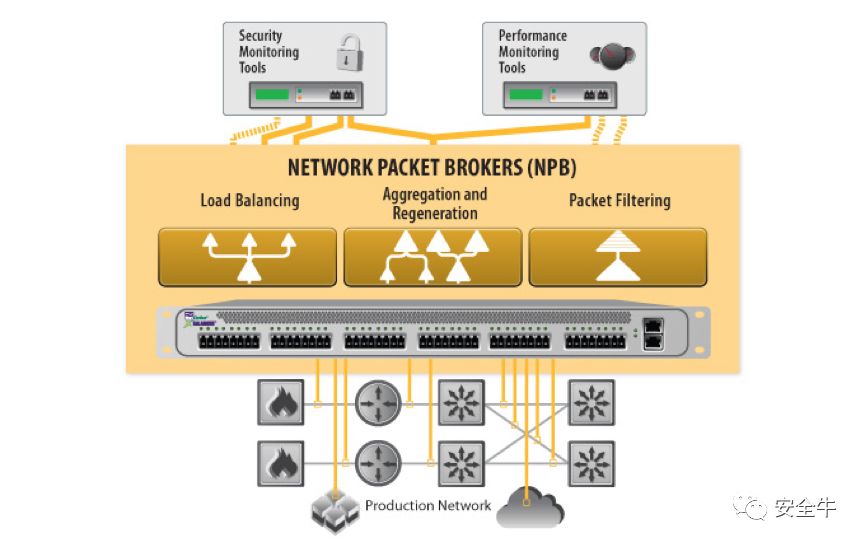 Security
Monitoring
Tools
Performance
Monitoring
Tools
NETWORK PACKET BROKERS (NPB)
Load Balancing
Aggregation and
Regeneration
Packet Filtering
BALANCER
Production Network
安全牛